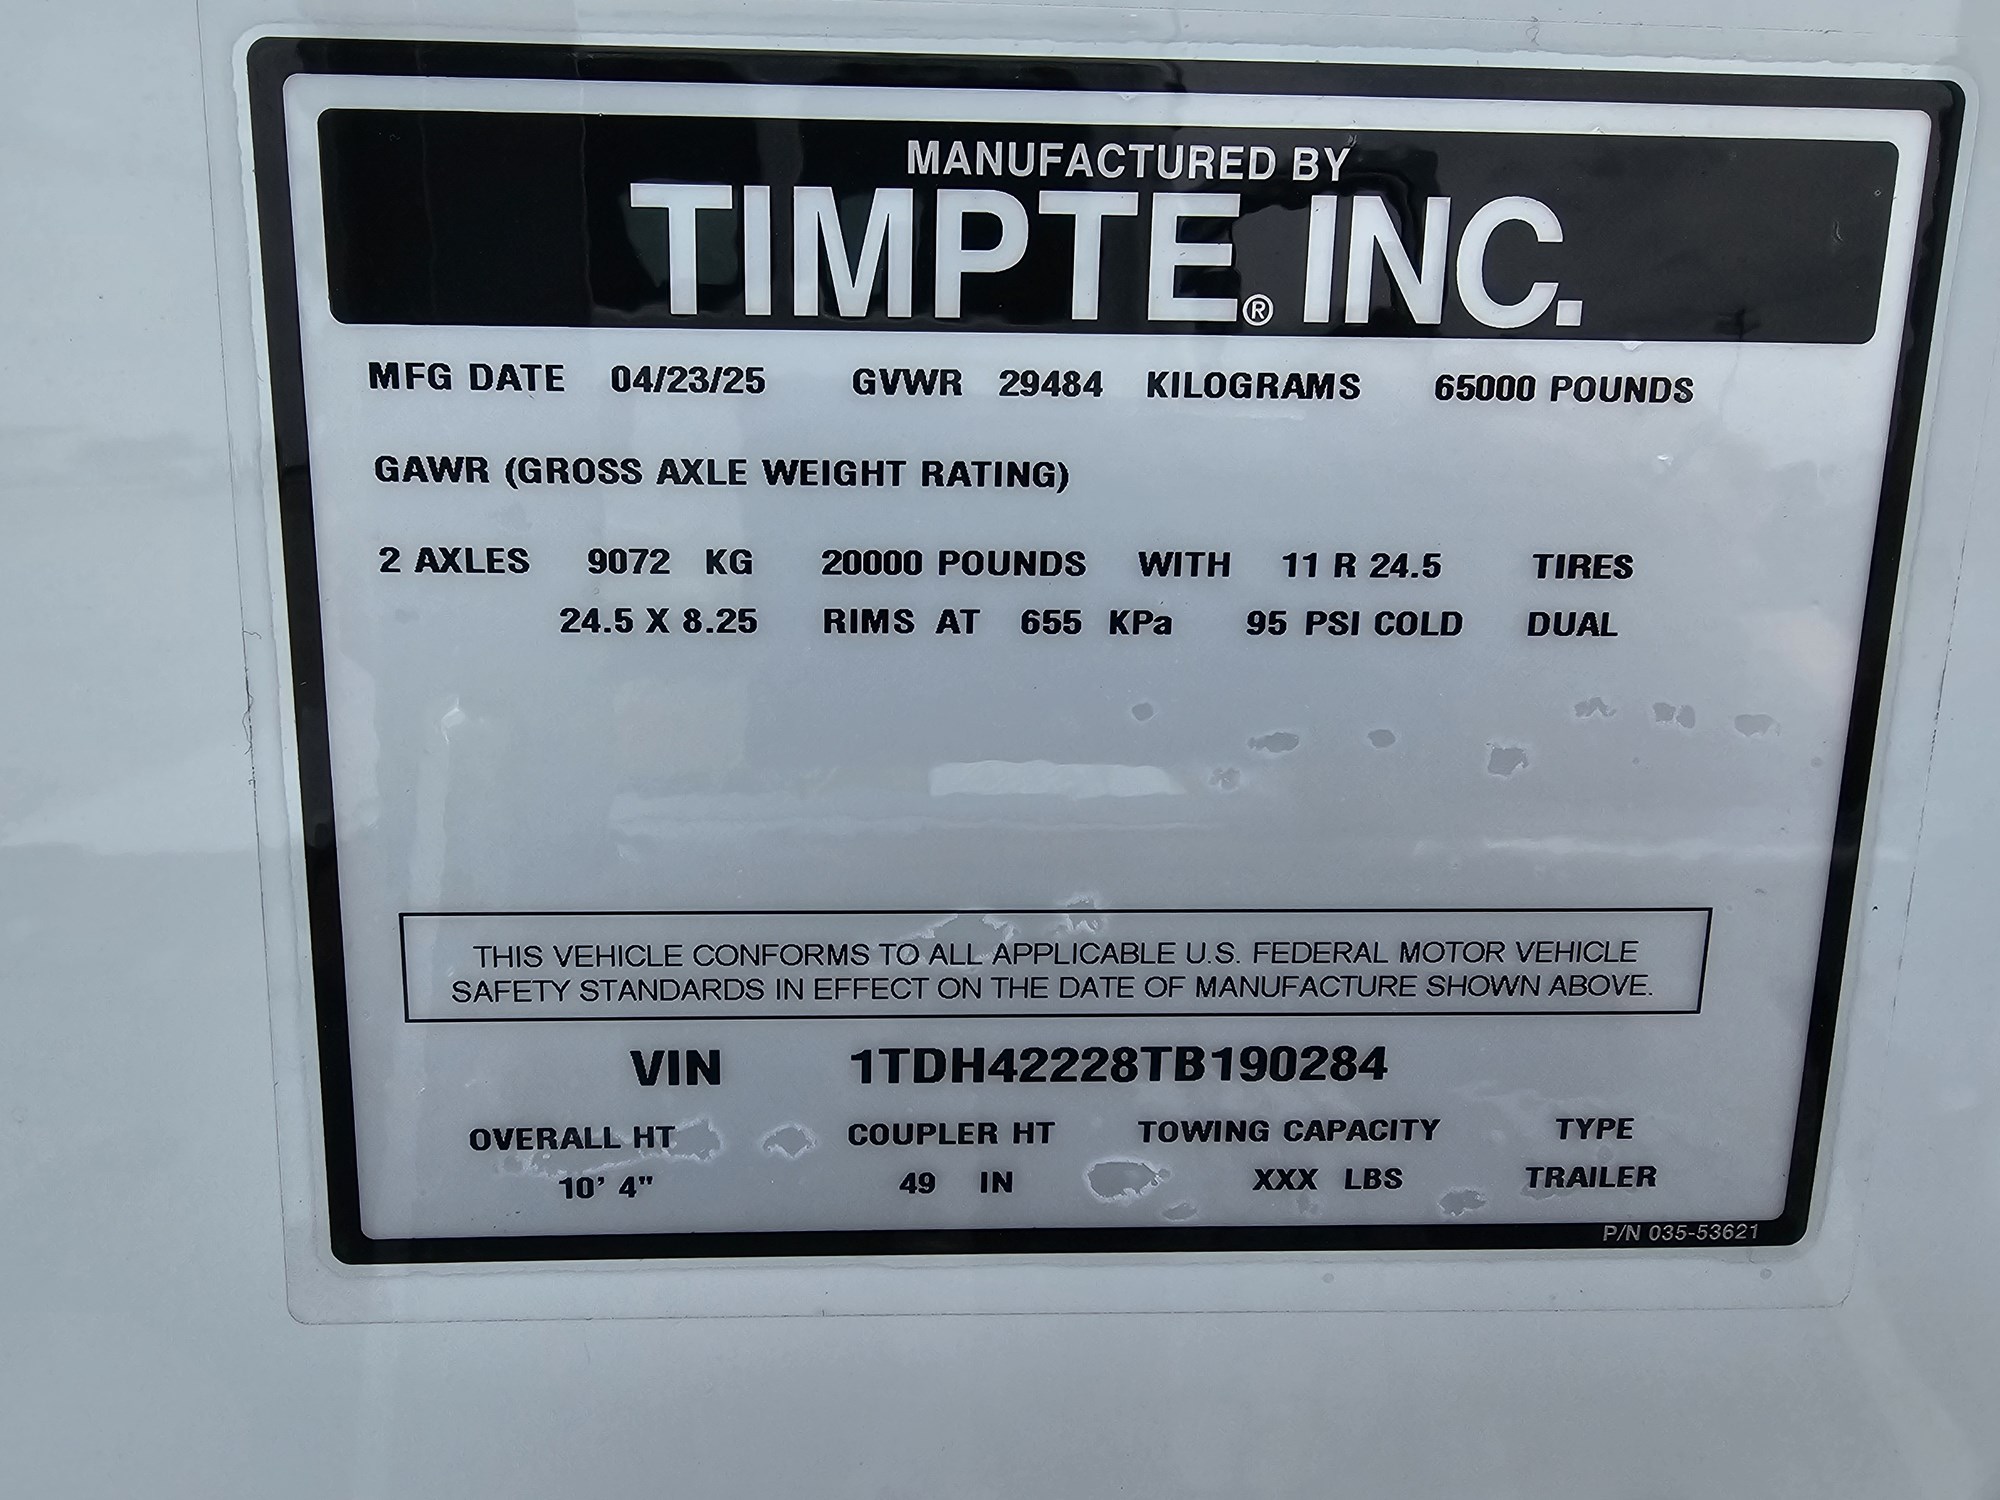 MANUFACTURED BY
TIMPTE® INC.
MFG DATE 04/23/25 GVWR 29484 KILOGRAMS 65000 POUNDS
GAWR (GROSS AXLE WEIGHT RATING)
2 AXLES 9072 KG 20000 POUNDS WITH 11 R 24.5 TIRES
24.5 X 8.25 RIMS AT 655 KPa 95 PSI COLD DUAL
THIS VEHICLE CONFORMS TO ALL APPLICABLE U.S. FEDERAL MOTOR VEHICLE
SAFETY STANDARDS IN EFFECT ON THE DATE OF MANUFACTURE SHOWN ABOVE.
VIN 1TDH42228TB190284
OVERALL HT COUPLER HT TOWING CAPACITY TYPE
10' 4" 49 IN XXX LBS TRAILER
P/N 035-53621